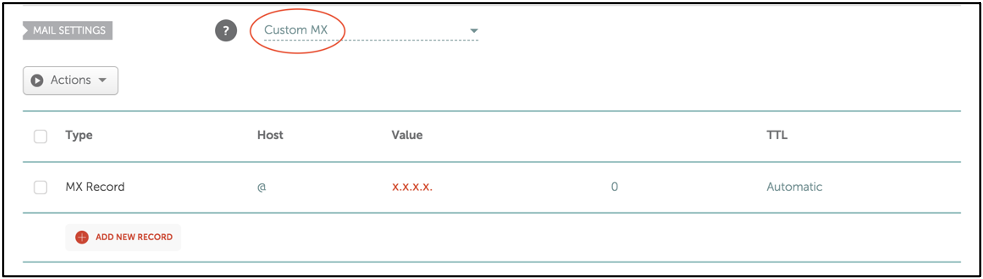 MAIL SETTINGS ? Custom MX
Actions
Type Host Value TTL
MX Record @ x.x.x.x. 0 Automatic
ADD NEW RECORD